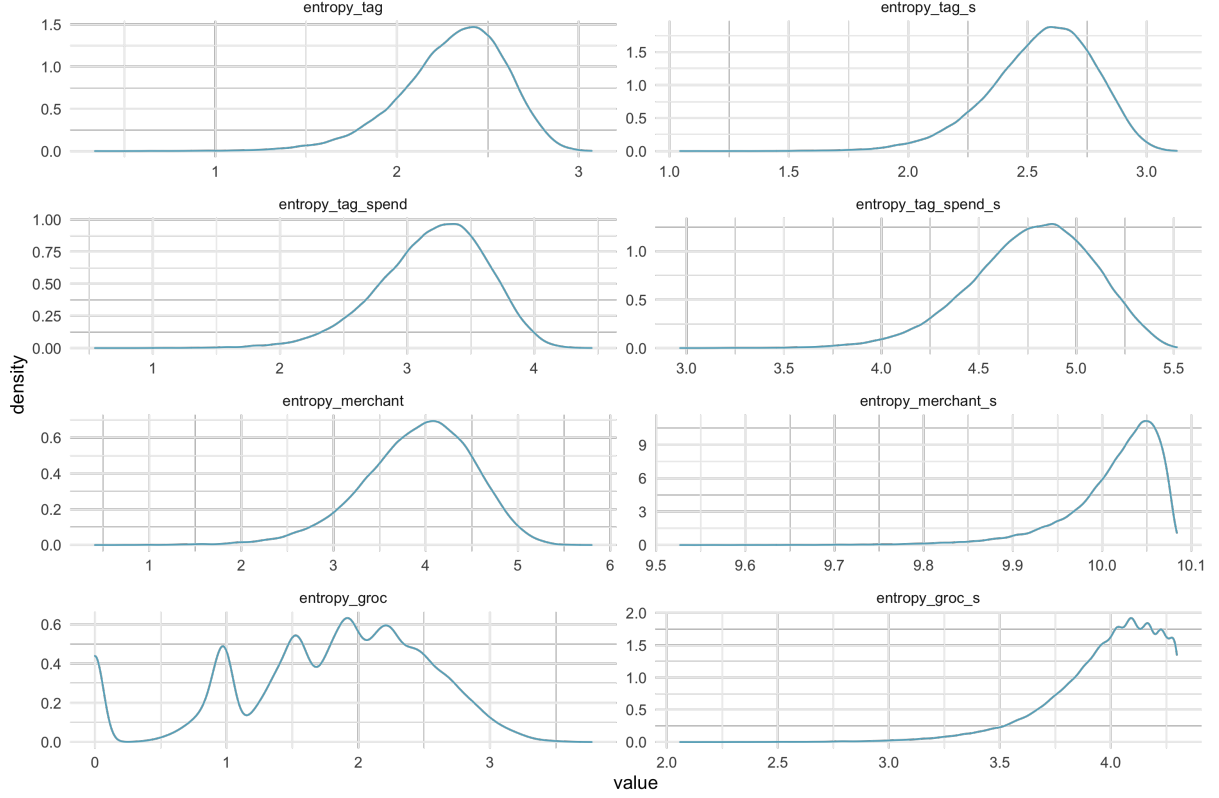 entropy_tag
entropy_tag_s
1.5
1.0
0.5
0.0
1 2 3
1.5
1.0
0.5
0.0
1.0 1.5 2.0 2.5 3.0
entropy_tag_spend
entropy_tag_spend_s
1.00
0.75
0.50
0.25
0.00
1 2 3 4
1.0
0.5
0.0
3.0 3.5 4.0 4.5 5.0 5.5
density
entropy_merchant
entropy_merchant_s
0.6
0.4
0.2
0.0
1 2 3 4 5 6
9
6
3
0
9.5 9.6 9.7 9.8 9.9 10.0 10.1
entropy_groc
entropy_groc_s
0.6
0.4
0.2
0.0
0 1 2 3
2.0
1.5
1.0
0.5
0.0
2.0 2.5 3.0 3.5 4.0
value